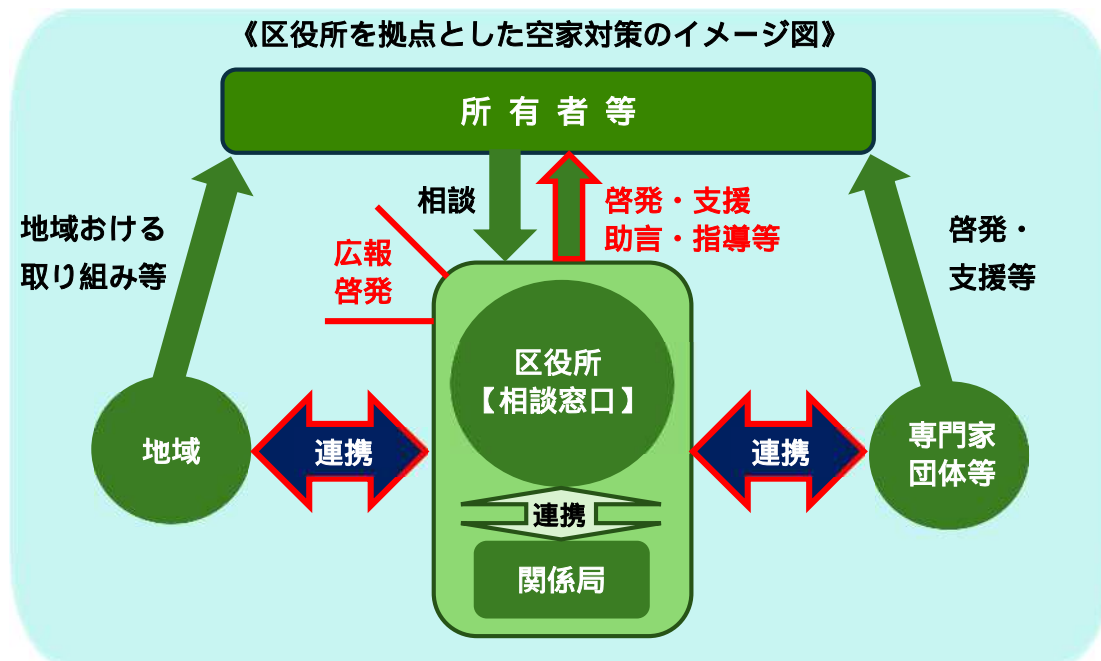 《区役所を拠点とした空家対策のイメージ図》
所有者等
相談
啓発・支援
助言・指導等
地域おける
取り組み等
広報
啓発
啓発・
支援等
区役所
【相談窓口】
地域
連携
連携
専門家
団体等
連携
関係局